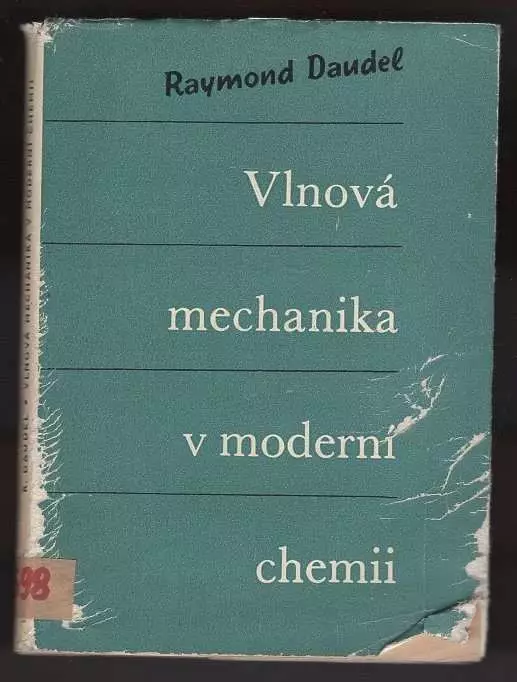 Raymond Daudel
Vlnová
mechanika
v moderní
chemii
R. DAUDEL • VLNOVÁ MECHANIKA V MODERNÍ CHEMII
98